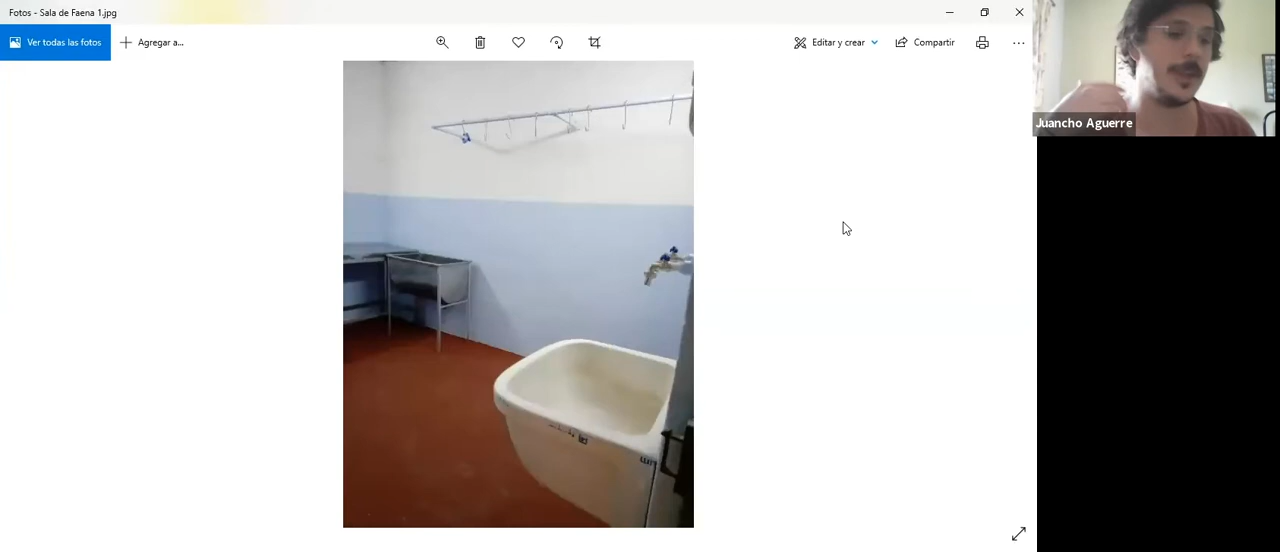 Fotos - Sala de Faena 1.jpg
Ver todas las fotos
Agregar a...
Editar y crear
Compartir
Juancho Aguerre